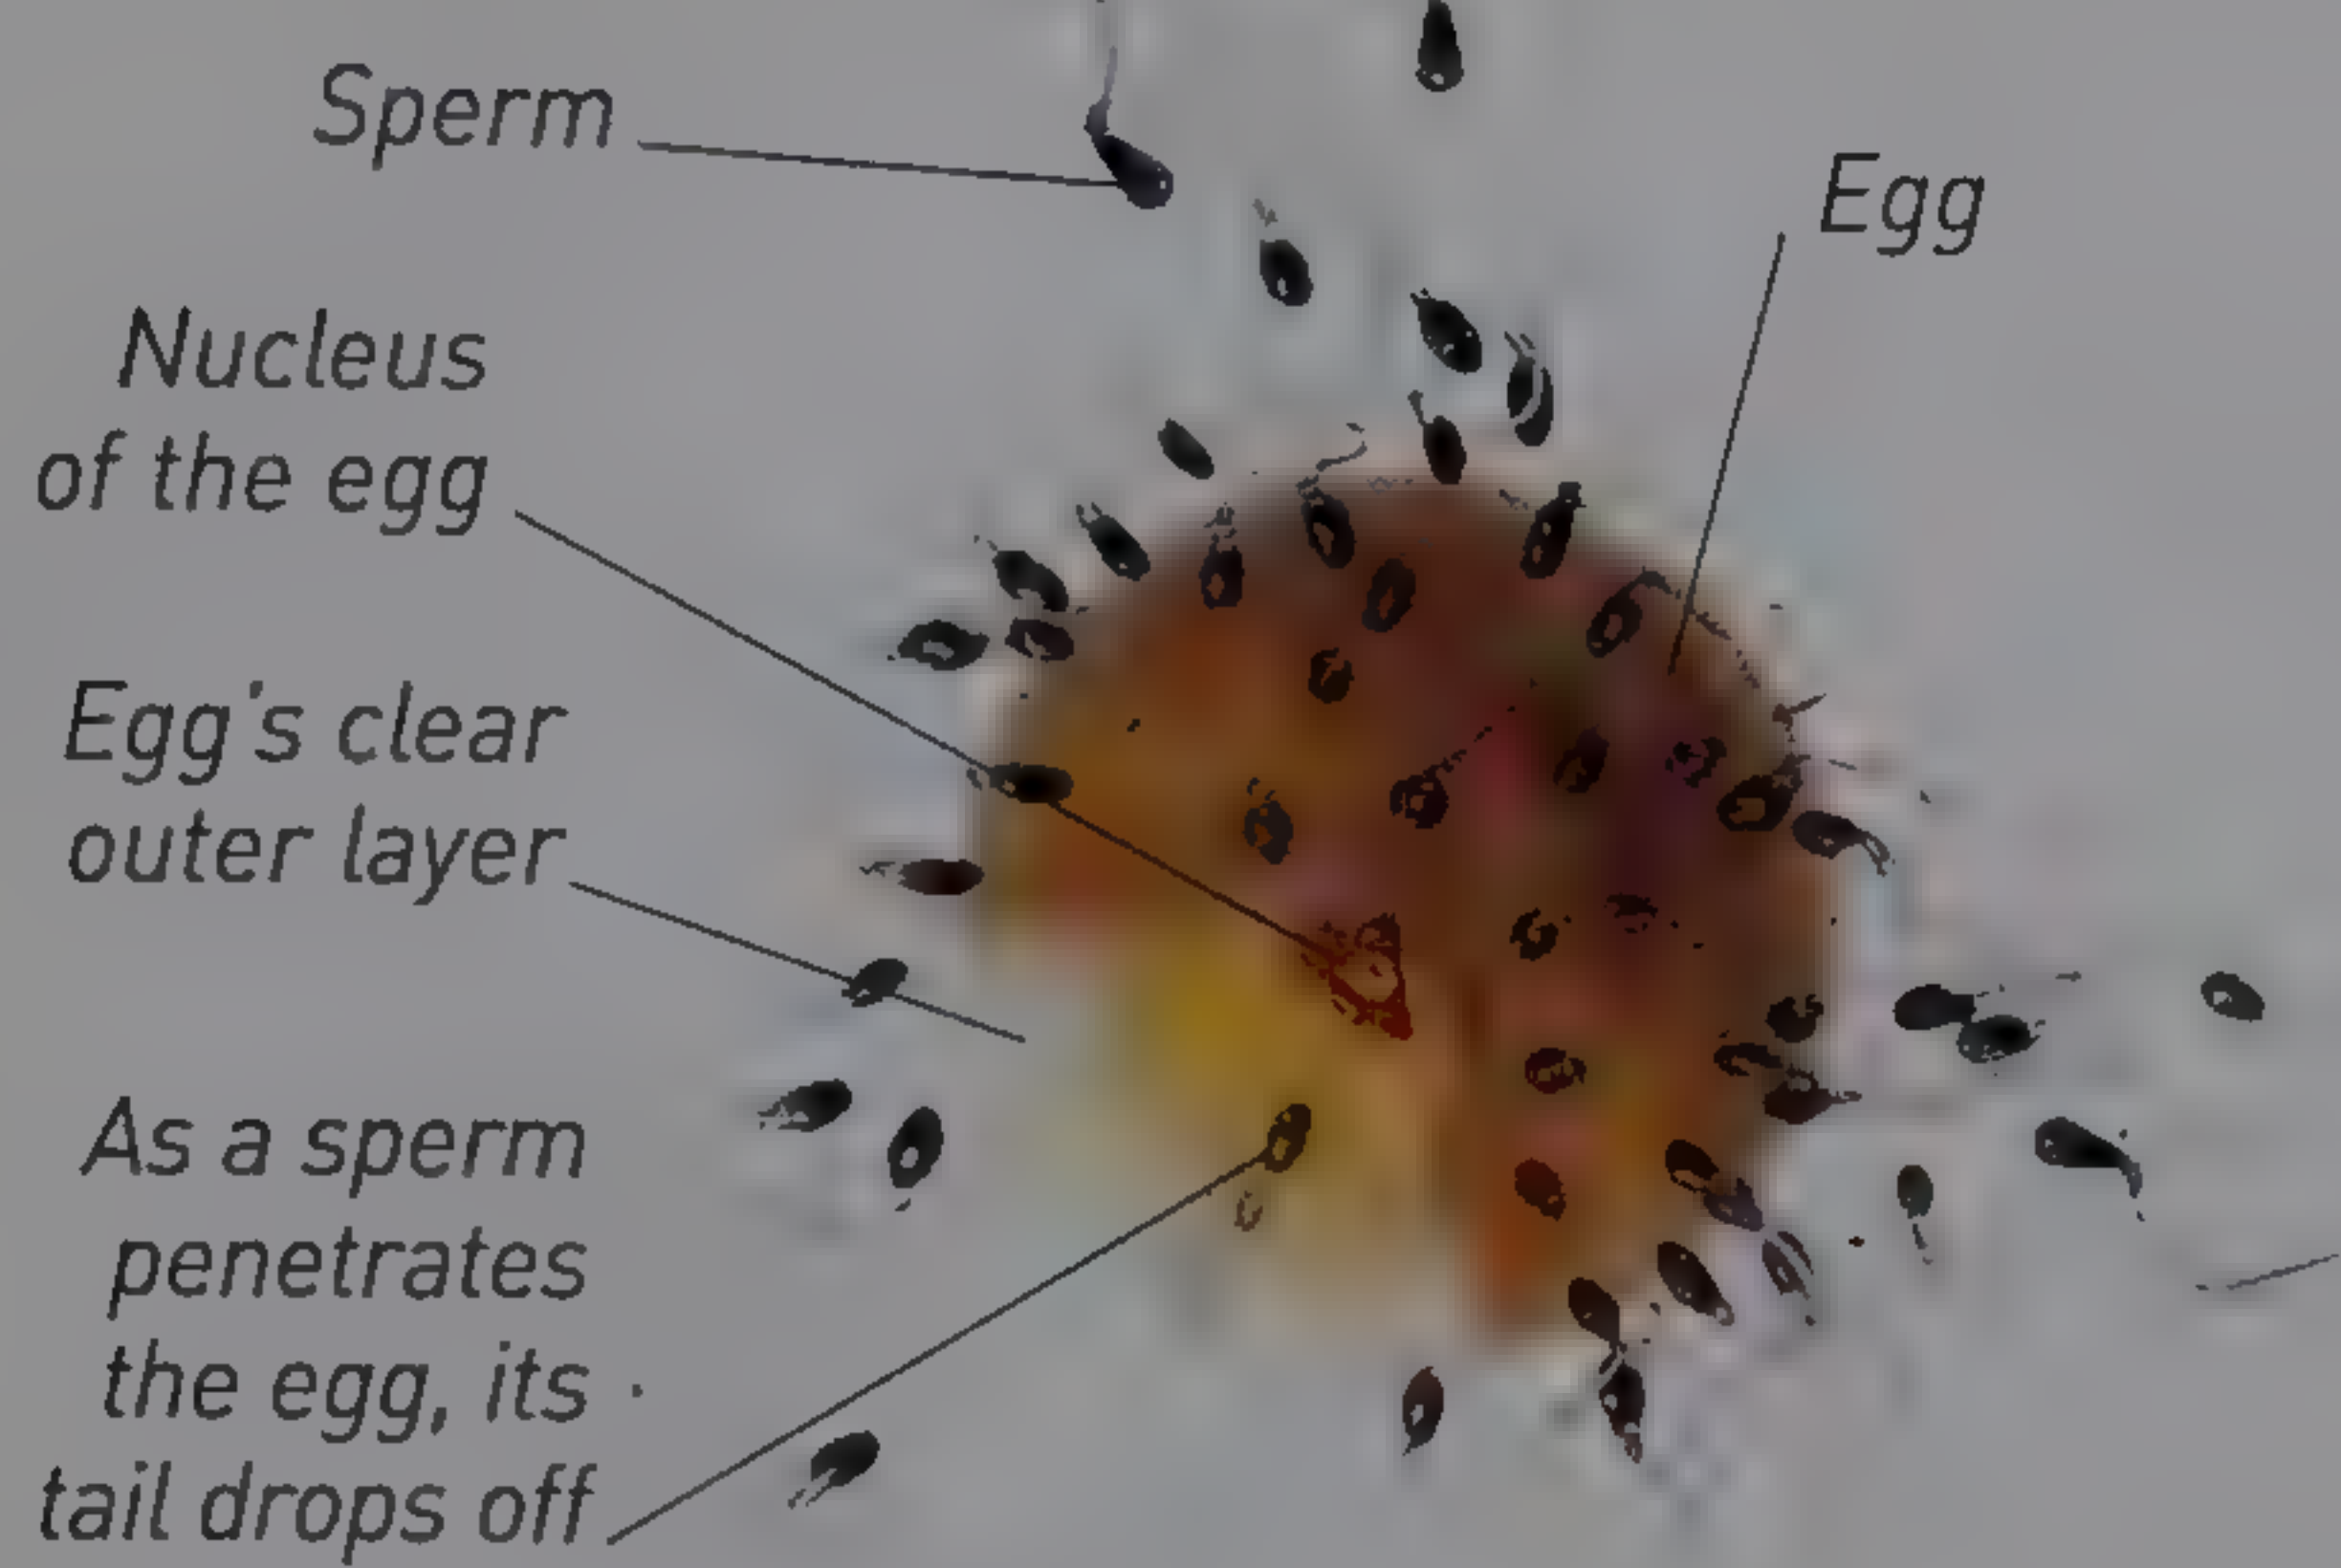 Sperm
Egg
Nucleus
of the egg
Egg's clear
outer layer
As a sperm
penetrates
the egg, its
tail drops off